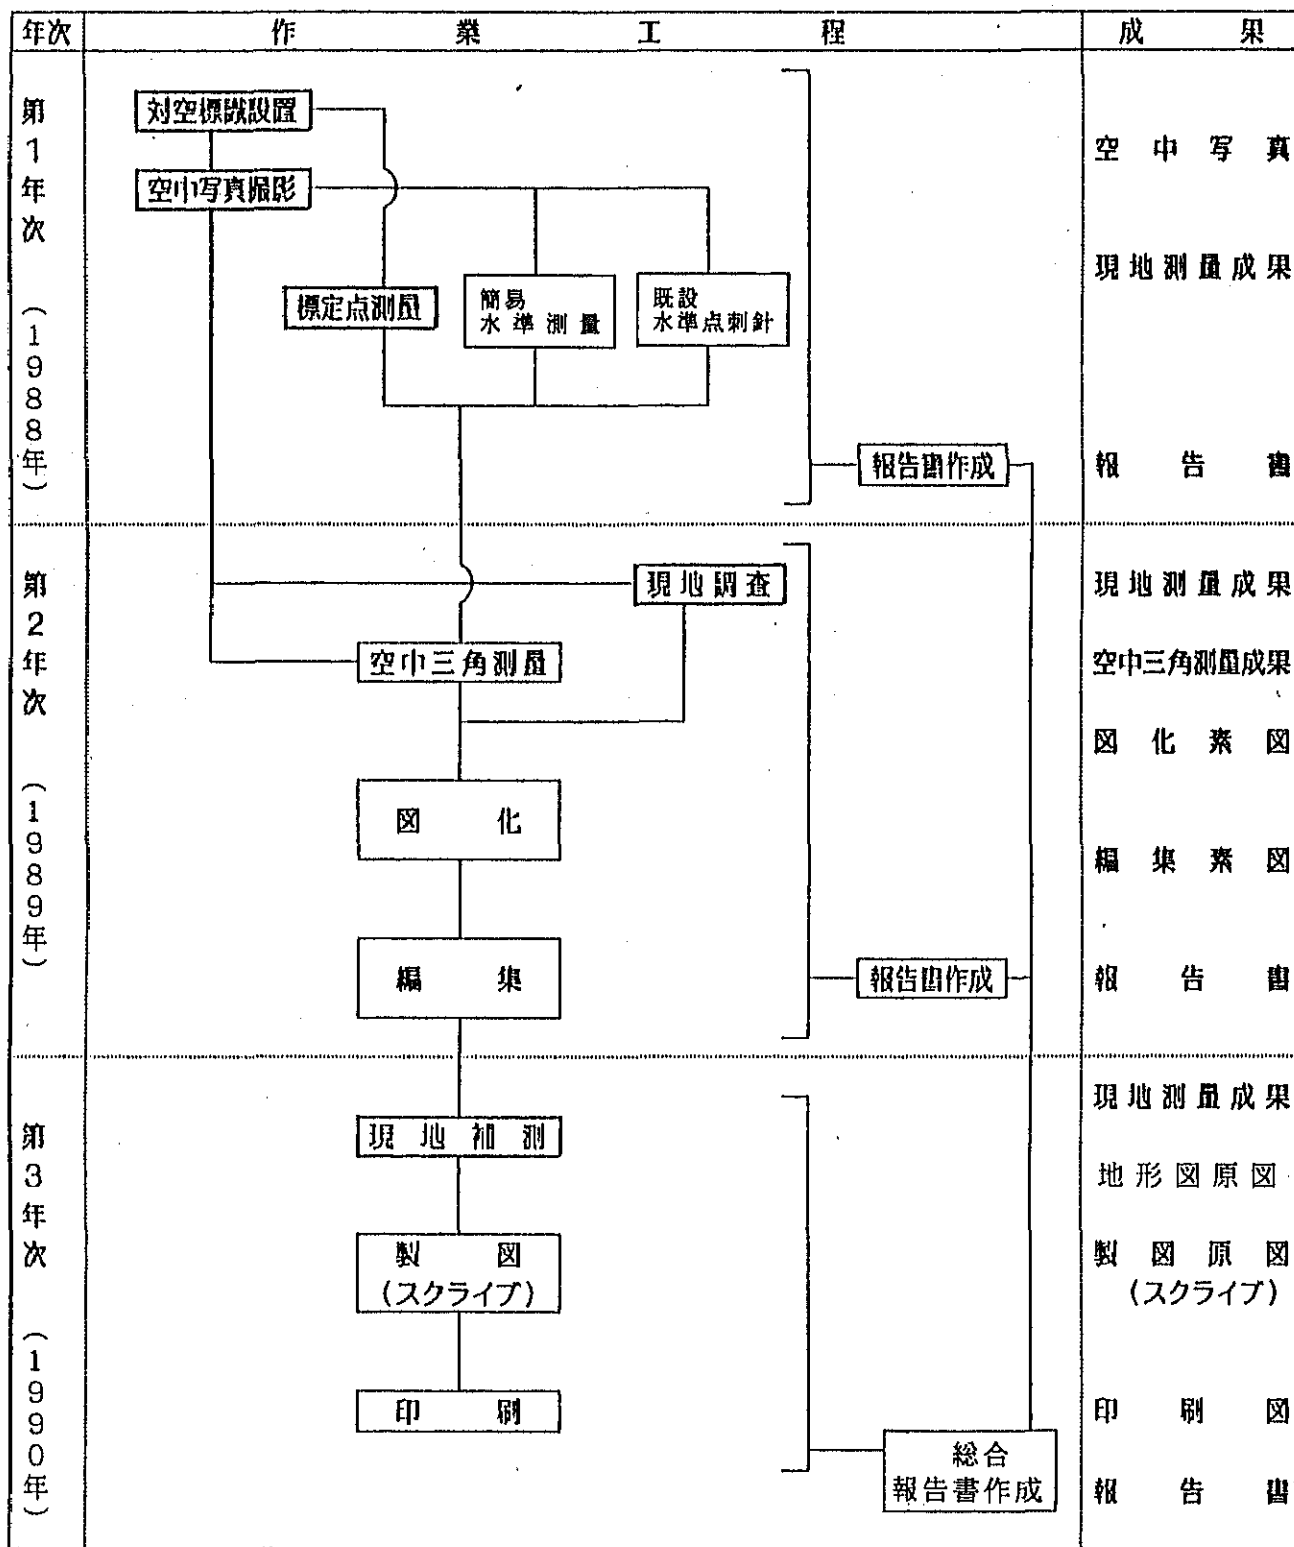 年次 作業工程 成果
第1年次(1988年)
対空標識設置
空中写真撮影
標定点測量
簡易
水準測量
既設
水準点刺針
報告書作成
空中写真
現地測量成果
報告書
第2年次(1989年)
現地調査
空中三角測量
図化
編集
報告書作成
現地測量成果
空中三角測量成果
図化素図
編集素図
報告書
第3年次(1990年)
現地補測
製図
(スクライブ)
印刷
総合
報告書作成
現地測量成果
地形図原図
製図原図
(スクライブ)
印刷図
報告書